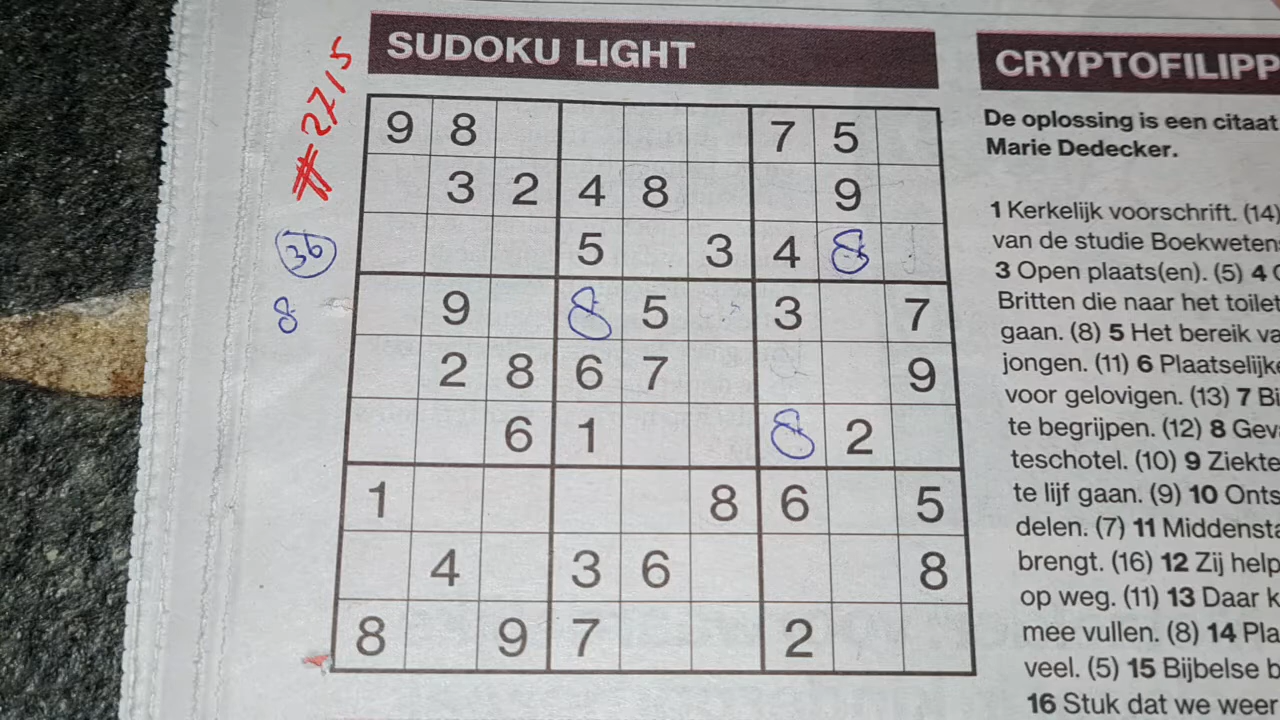 SUDOKU LIGHT
CRYPTOFILIPP
#2715
36
8
9 8 7 5
3 2 4 8 9
5 3 4 8
9 8 5 3 7
2 8 6 7 9
6 1 8 2
1 8 6 5
4 3 6 8
8 9 7 2
De oplossing is een citaat
Marie Dedecker.
1 Kerkelijk voorschrift. (14)
van de studie Boekweten
3 Open plaats(en). (5) 4
Britten die naar het toilet
gaan. (8) 5 Het bereik va
jongen. (11) 6 Plaatselijke
voor gelovigen. (13) 7 Bi
te begrijpen. (12) 8 Gev
teschotel. (10) 9 Ziekte
te lijf gaan. (9) 10 Onts
delen. (7) 11 Middensta
brengt. (16) 12 Zij help
op weg. (11) 13 Daar k
mee vullen. (8) 14 Pla
veel. (5) 15 Bijbelse b
16 Stuk dat we weer